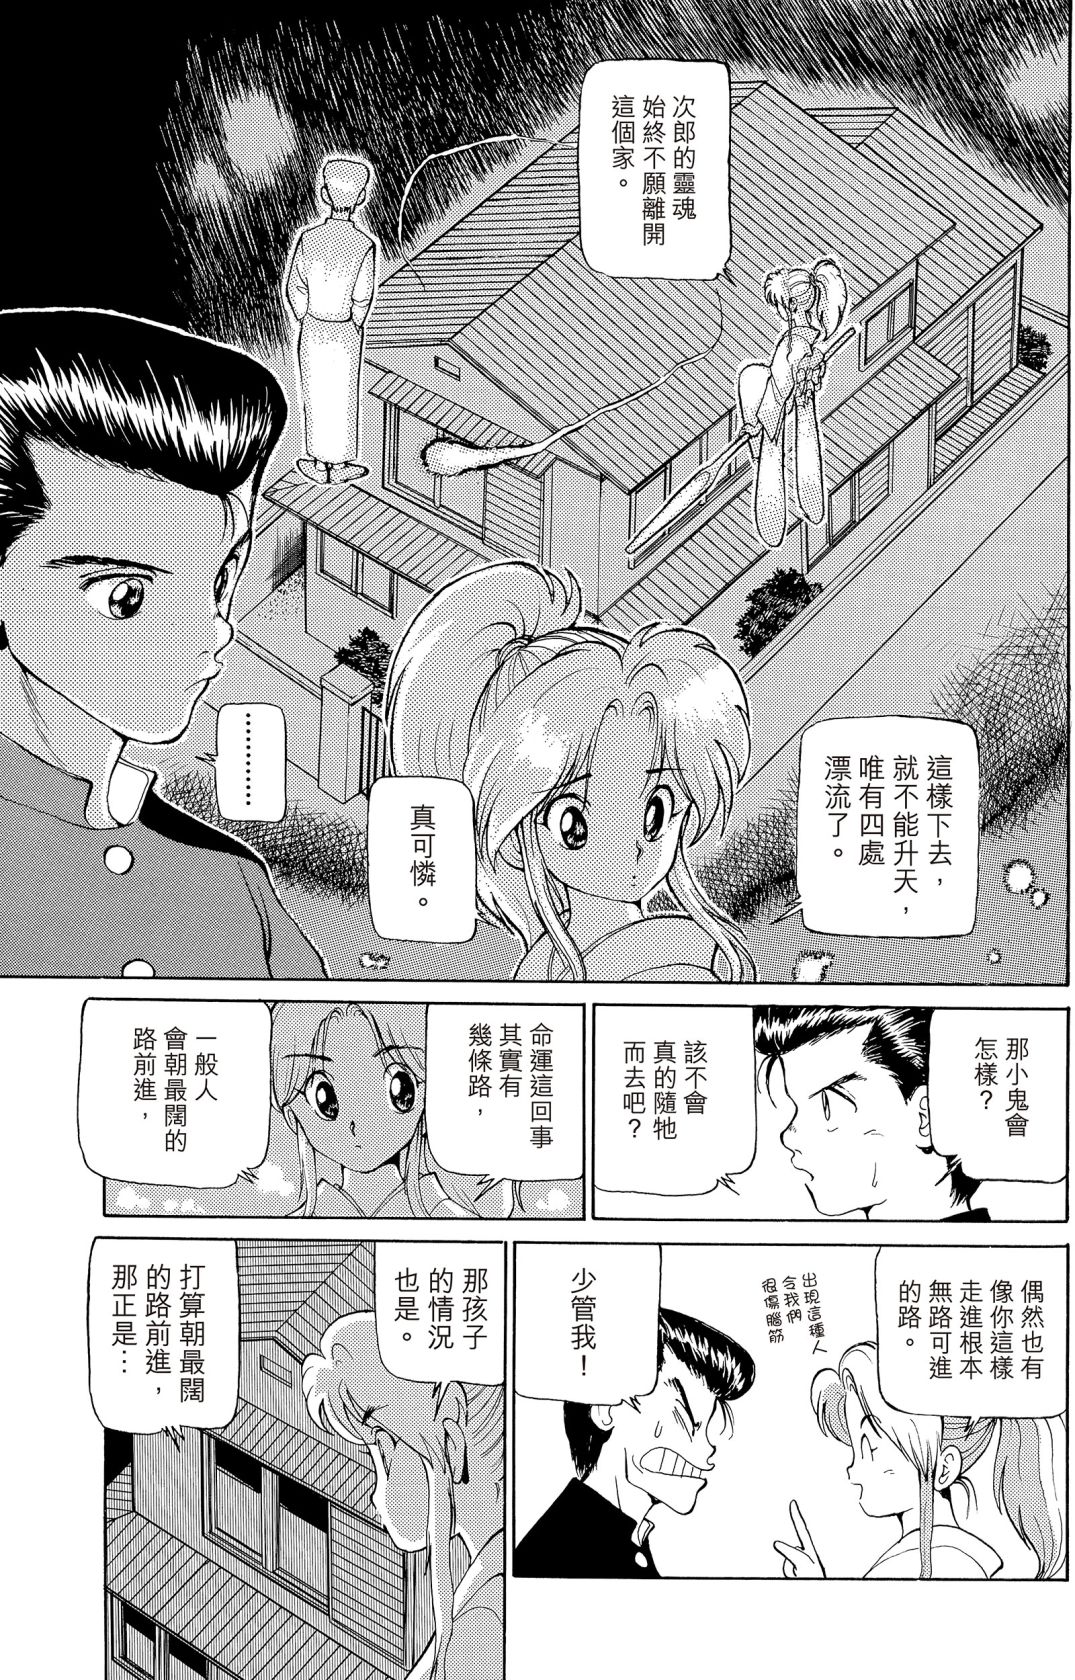 次郎的靈魂
始終不願離開
這個家。
這樣下去，
就不能升天，
唯有四處
漂流了。
真可憐。
…………
那小鬼會
怎樣？
該不會
真的隨牠
而去吧？
命運這回事
其實有
幾條路，
一般人
會朝最闊的
路前進，
偶然也有
像你這樣
走進根本
無路可進
的路。
出現這種人
令我們
很傷腦筋
少管我！
那孩子
的情況
也是。
打算朝最闊
的路前進，
那正是…